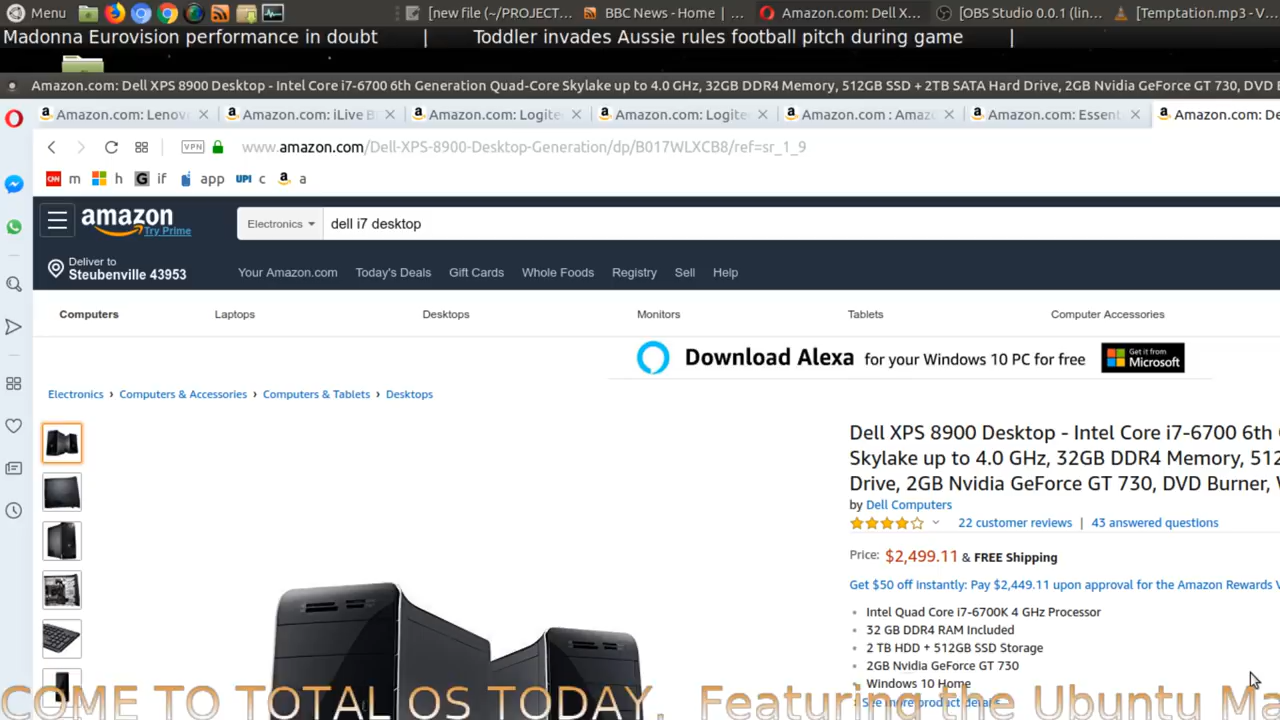 Menu [new file (~/PROJECT... BBC News - Home | ... Amazon.com: Dell X... [OBS Studio 0.0.1 (lin... [Temptation.mp3 - V...
Madonna Eurovision performance in doubt | Toddler invades Aussie rules football pitch during game |
Amazon.com: Dell XPS 8900 Desktop - Intel Core i7-6700 6th Generation Quad-Core Skylake up to 4.0 GHz, 32GB DDR4 Memory, 512GB SSD + 2TB SATA Hard Drive, 2GB Nvidia GeForce GT 730, DVD
Amazon.com: Lenov Amazon.com: iLive B Amazon.com: Logite Amazon.com: Logite Amazon.com : Amaz Amazon.com: Essent Amazon.com: De
VPN www.amazon.com/Dell-XPS-8900-Desktop-Generation/dp/B017WLXCB8/ref=sr_1_9
CNN m h G if app UPI c a a
amazon Electronics dell i7 desktop
Try Prime
Deliver to
Steubenville 43953 Your Amazon.com Today's Deals Gift Cards Whole Foods Registry Sell Help
Computers Laptops Desktops Monitors Tablets Computer Accessories
Download Alexa for your Windows 10 PC for free Get it from Microsoft
Electronics › Computers & Accessories › Computers & Tablets › Desktops
Dell XPS 8900 Desktop - Intel Core i7-6700 6th
Skylake up to 4.0 GHz, 32GB DDR4 Memory, 512
Drive, 2GB Nvidia GeForce GT 730, DVD Burner,
by Dell Computers
22 customer reviews | 43 answered questions
Price: $2,499.11 & FREE Shipping
Get $50 off instantly: Pay $2,449.11 upon approval for the Amazon Rewards
• Intel Quad Core i7-6700K 4 GHz Processor
• 32 GB DDR4 RAM Included
• 2 TB HDD + 512GB SSD Storage
• 2GB Nvidia GeForce GT 730
• Windows 10 Home
› See more product details
COME TO TOTAL OS TODAY. Featuring the Ubuntu Ma